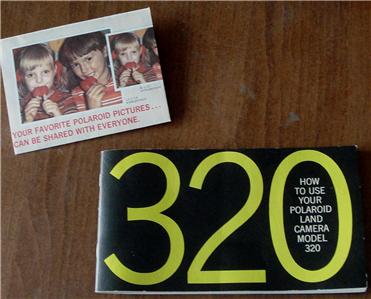 YOUR FAVORITE POLAROID PICTURES...
CAN BE SHARED WITH EVERYONE.
320
HOW
TO USE
YOUR
POLAROID
LAND
CAMERA
MODEL
320